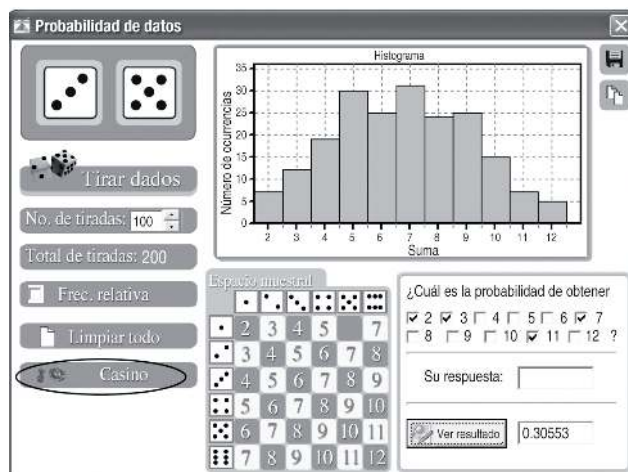 Probabilidad de datos
Histograma
Número de ocurrencias
35
30
25
20
15
10
5
0
2 3 4 5 6 7 8 9 10 11 12
Suma
Tirar dados
No. de tiradas: 100
Total de tiradas: 200
Frec. relativa
Limpiar todo
Casino
Espacio muestral
2 3 4 5 7
3 4 5 6 7 8
4 5 6 7 8 9
5 6 7 8 9 10
6 7 8 9 10 11
7 8 9 10 11 12
¿Cuál es la probabilidad de obtener
2 3 4 5 6 7
8 9 10 11 12 ?
Su respuesta:
Ver rasultado 0.30553